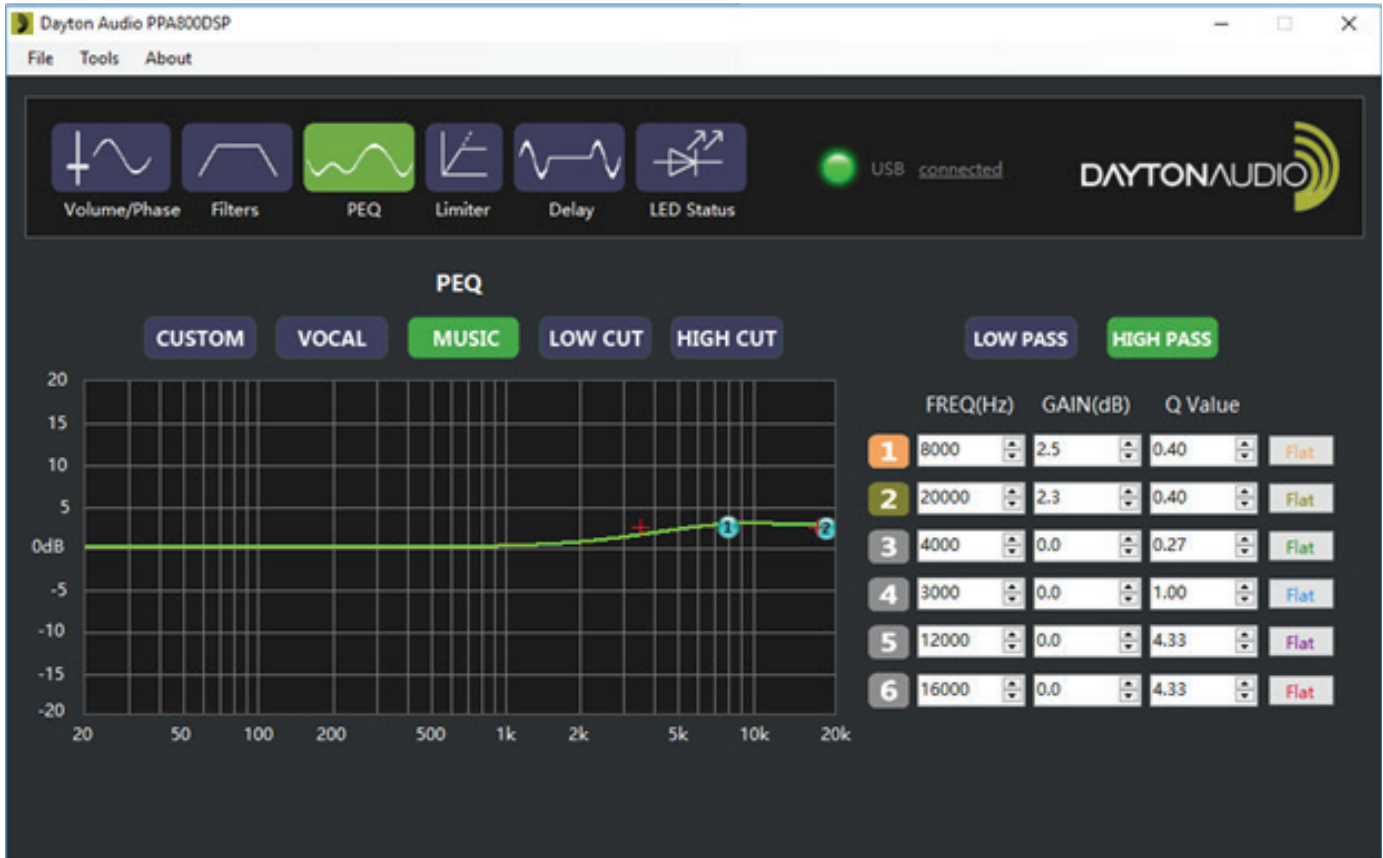 Dayton Audio PPA800DSP
File Tools About
USB connected
DAYTONAUDIO
Volume/Phase Filters PEQ Limiter Delay LED Status
PEQ
CUSTOM VOCAL MUSIC LOW CUT HIGH CUT
LOW PASS HIGH PASS
20
15
10
5
0dB
-5
-10
-15
-20
20 50 100 200 500 1k 2k 5k 10k 20k
1 2
FREQ(Hz) GAIN(dB) Q Value
1 8000 2.5 0.40 Flat
2 20000 2.3 0.40 Flat
3 4000 0.0 0.27 Flat
4 3000 0.0 1.00 Flat
5 12000 0.0 4.33 Flat
6 16000 0.0 4.33 Flat